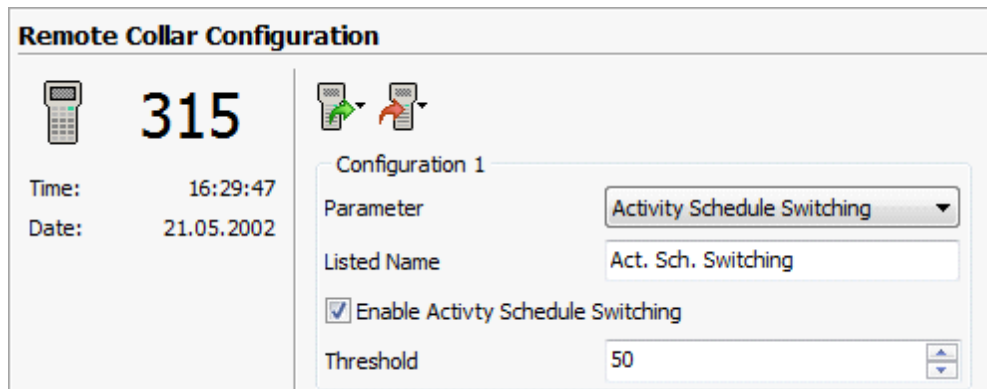 Remote Collar Configuration
315
Time: 16:29:47
Date: 21.05.2002
Configuration 1
Parameter Activity Schedule Switching
Listed Name Act. Sch. Switching
Enable Activty Schedule Switching
Threshold 50